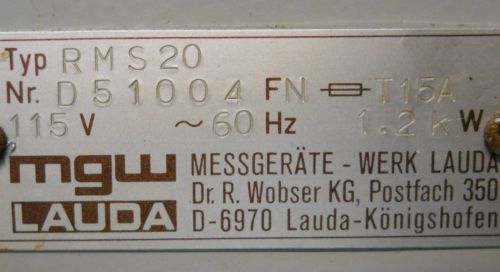 Typ RMS20
Nr. D51004 FN T15A
115 V ~ 60 Hz 1.2 kW
mgw MESSGERÄTE - WERK LAUDA
LAUDA Dr. R. Wobser KG, Postfach 350
D-6970 Lauda-Königshofen